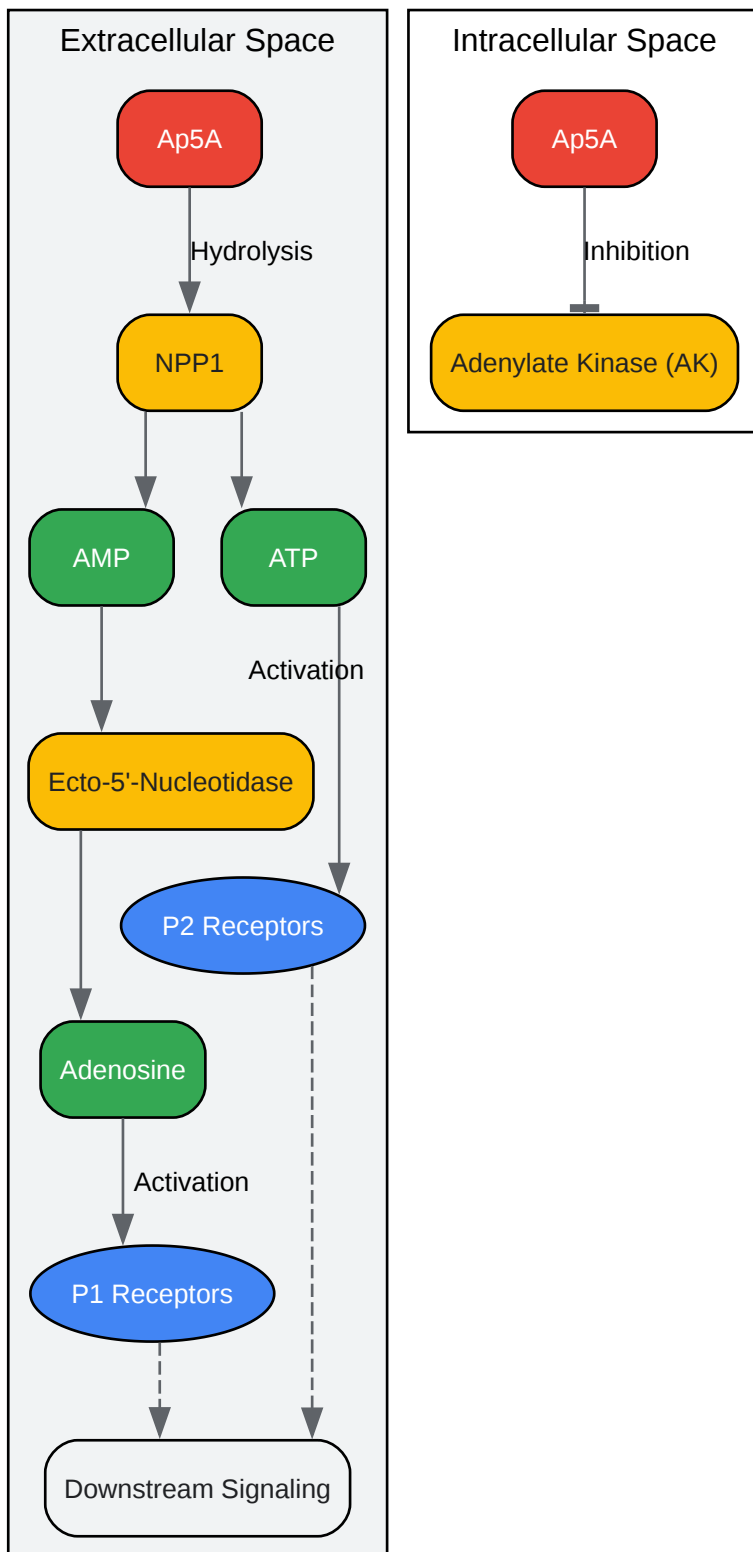 Extracellular Space
Ap5A
Hydrolysis
NPP1
AMP
ATP
Activation
Ecto-5'-Nucleotidase
P2 Receptors
Adenosine
Activation
P1 Receptors
Downstream Signaling
Intracellular Space
Ap5A
Inhibition
Adenylate Kinase (AK)